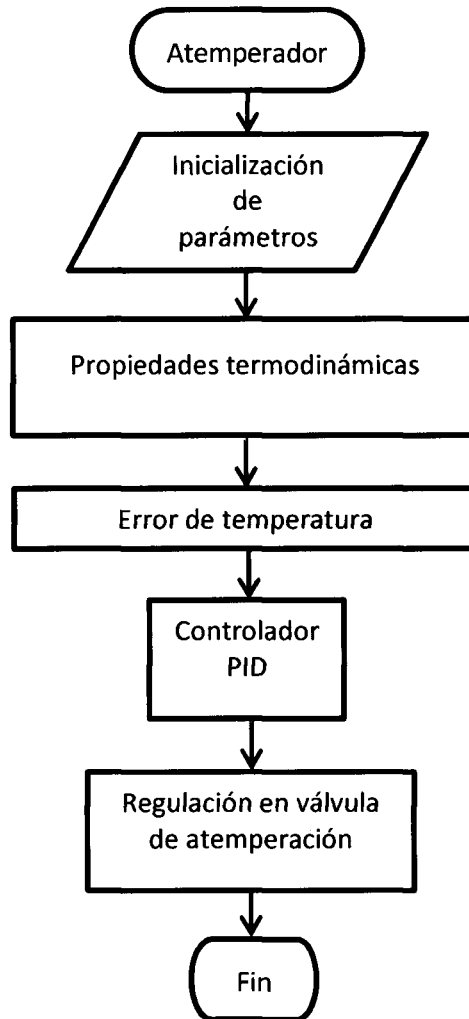 Atemperador
Inicialización
de
parámetros
Propiedades termodinámicas
Error de temperatura
Controlador
PID
Regulación en válvula
de atemperación
Fin